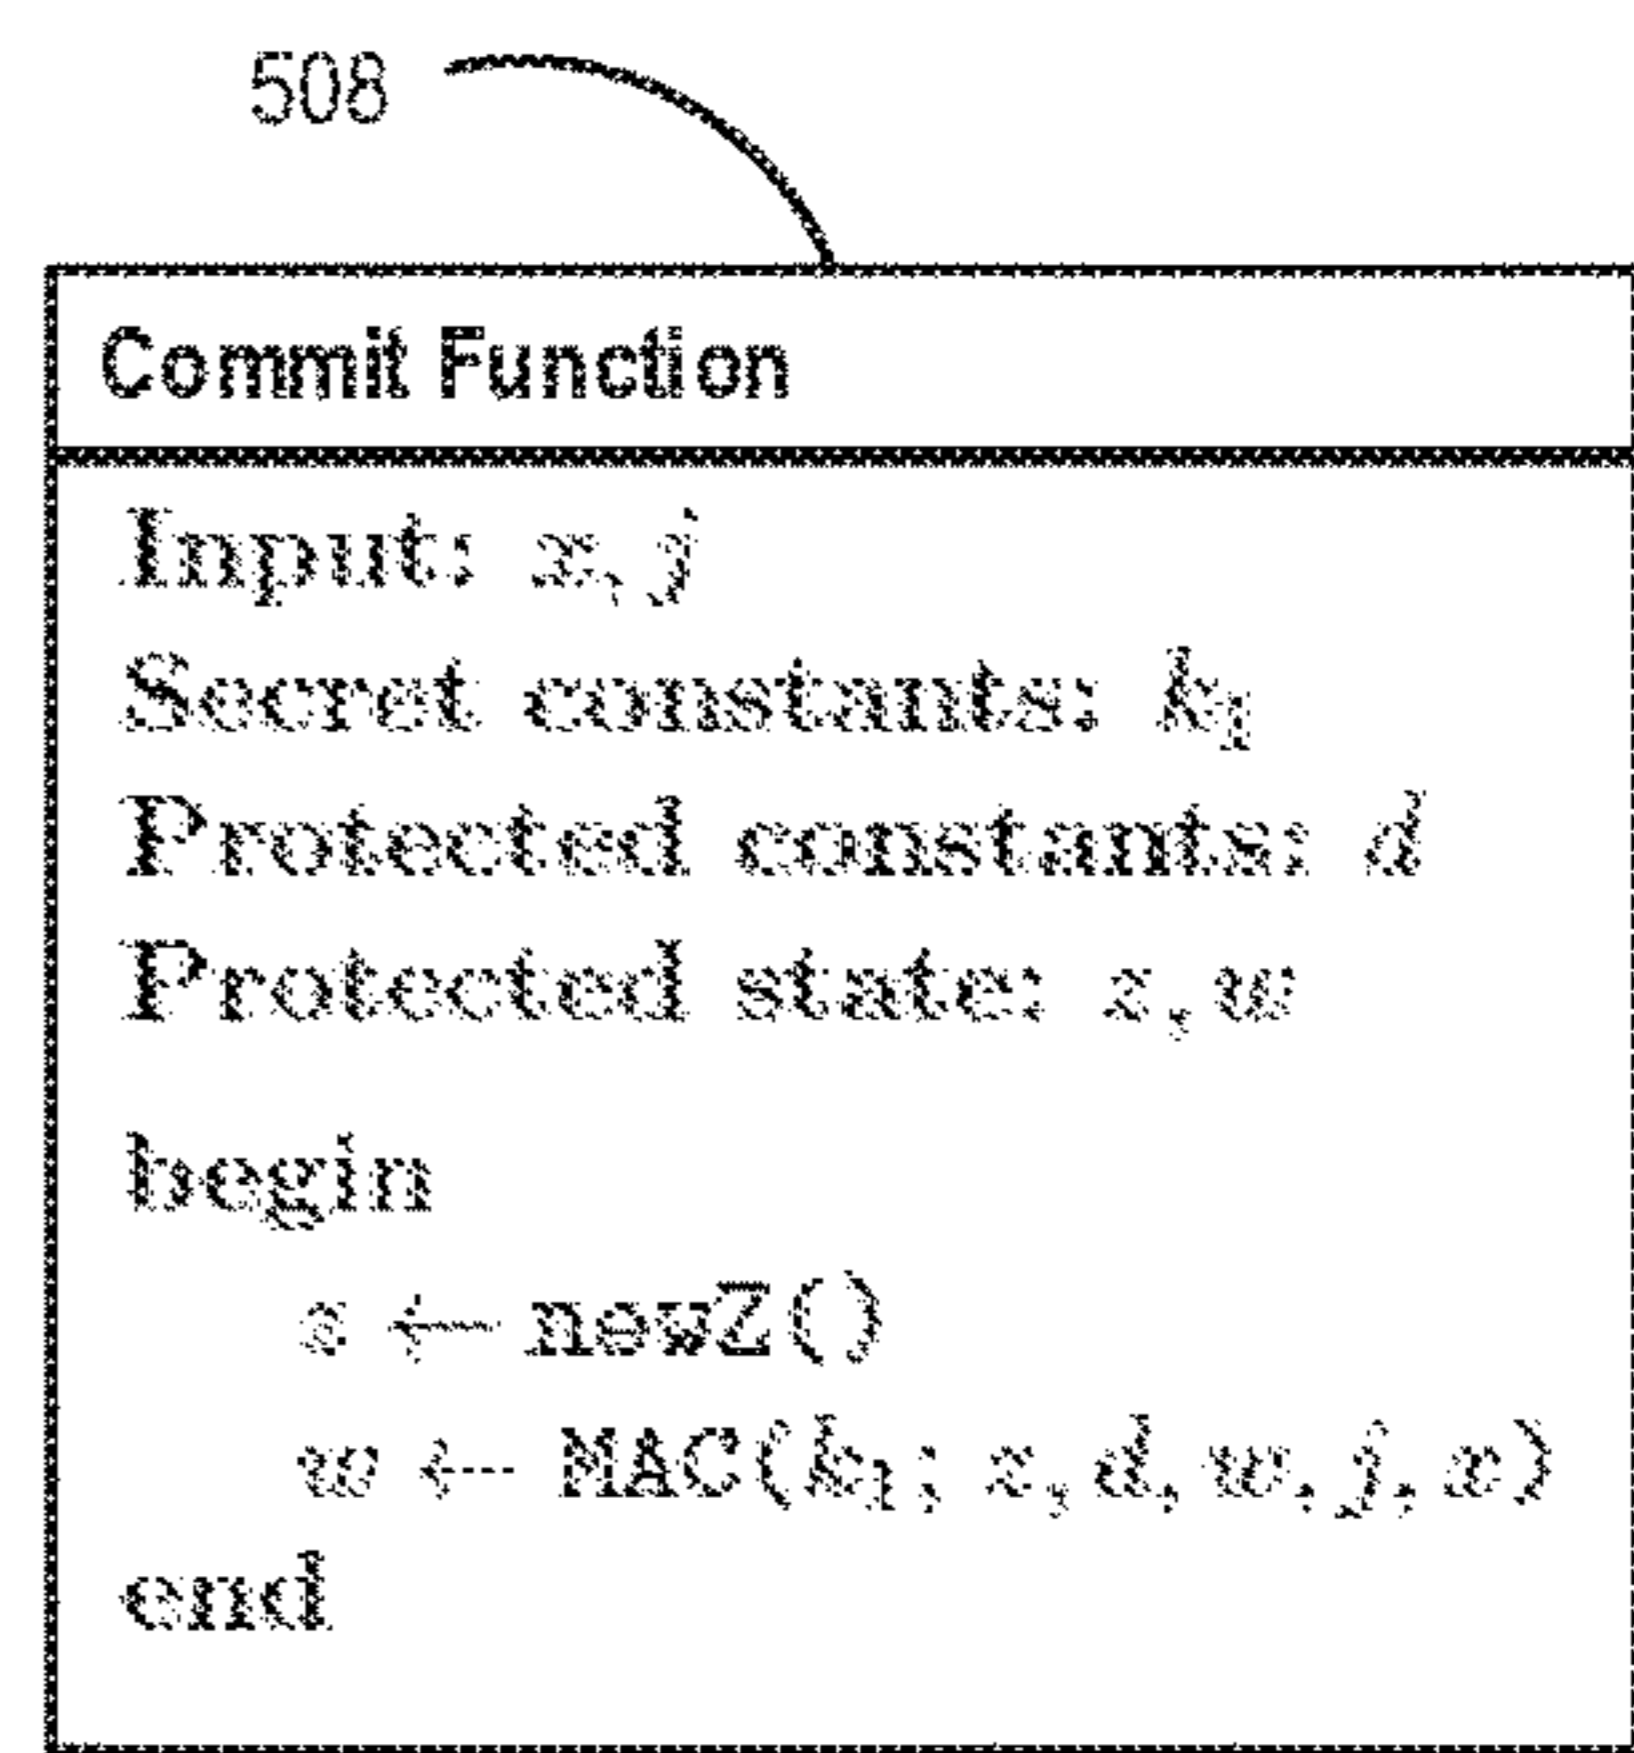 508
Commit Function
Input: x, j
Secret constants: k₁
Protected constants: d
Protected state: z, w
begin
z ← newZ()
w ← MAC(k₁; z, d, w, j, x)
end